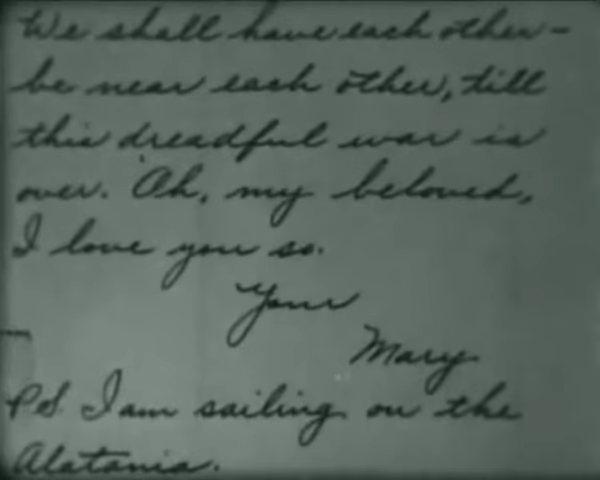 We shall have each other—
be near each other, till
this dreadful war is
over. Oh, my beloved,
I love you so.
Your
Mary
P.S. I am sailing on the
Alatania.